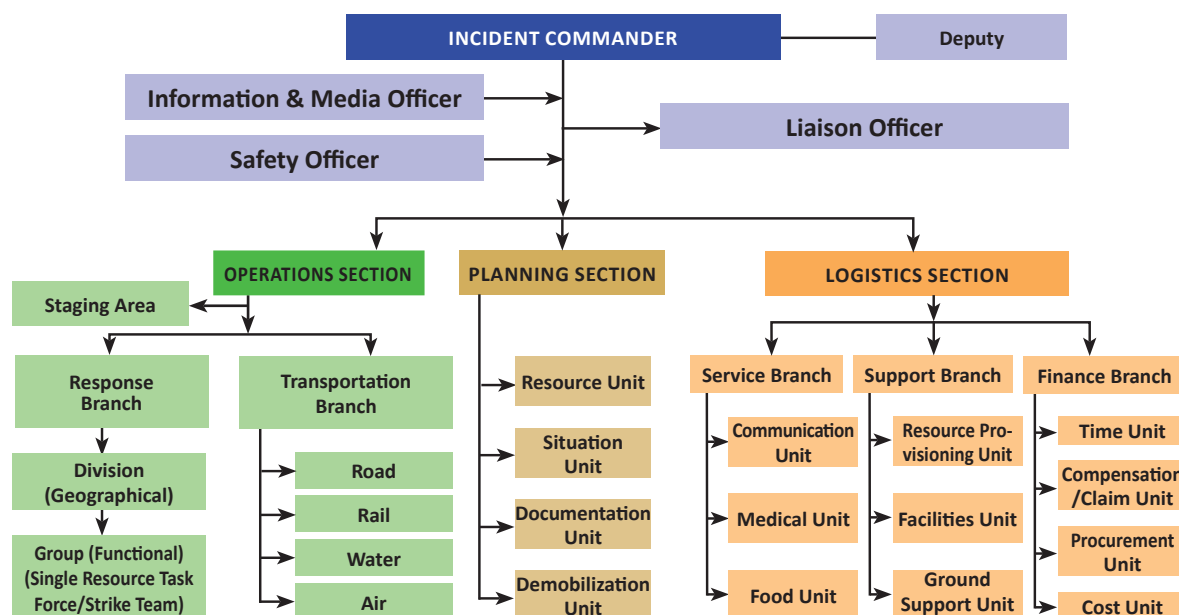 INCIDENT COMMANDER
Deputy
Information & Media Officer
Liaison Officer
Safety Officer
OPERATIONS SECTION
PLANNING SECTION
LOGISTICS SECTION
Staging Area
Response
Branch
Transportation
Branch
Division
(Geographical)
Group (Functional)
(Single Resource Task
Force/Strike Team)
Road
Rail
Water
Air
Resource Unit
Situation
Unit
Documentation
Unit
Demobilization
Unit
Service Branch
Support Branch
Finance Branch
Communication
Unit
Medical Unit
Food Unit
Resource Pro-
visioning Unit
Facilities Unit
Ground
Support Unit
Time Unit
Compensation
/Claim Unit
Procurement
Unit
Cost Unit